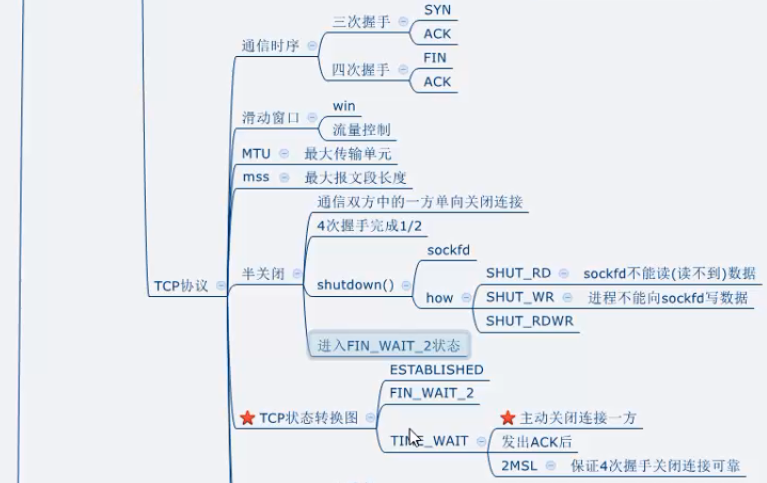 TCP协议
通信时序
三次握手
SYN
ACK
四次握手
FIN
ACK
滑动窗口
win
流量控制
MTU
最大传输单元
mss
最大报文段长度
半关闭
通信双方中的一方单向关闭连接
4次握手完成1/2
shutdown()
sockfd
how
SHUT_RD
sockfd不能读(读不到)数据
SHUT_WR
进程不能向sockfd写数据
SHUT_RDWR
进入FIN_WAIT_2状态
TCP状态转换图
ESTABLISHED
FIN_WAIT_2
TIME_WAIT
主动关闭连接一方
发出ACK后
2MSL
保证4次握手关闭连接可靠